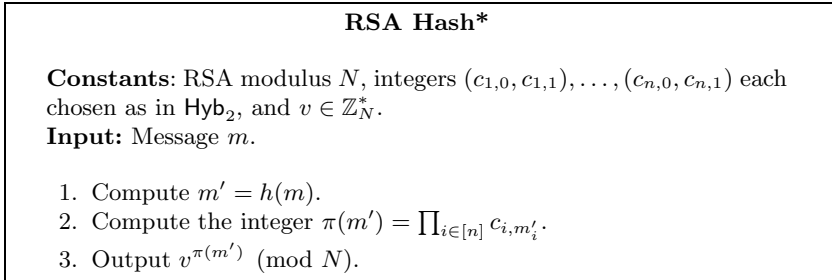 RSA Hash*
Constants: RSA modulus N, integers (c_{1,0}, c_{1,1}), …, (c_{n,0}, c_{n,1}) each
chosen as in Hyb_2, and v ∈ ℤ_N^*.
Input: Message m.
1. Compute m′ = h(m).
2. Compute the integer π(m′) = ∏_{i∈[n]} c_{i,m′_i}.
3. Output v^{π(m′)} (mod N).